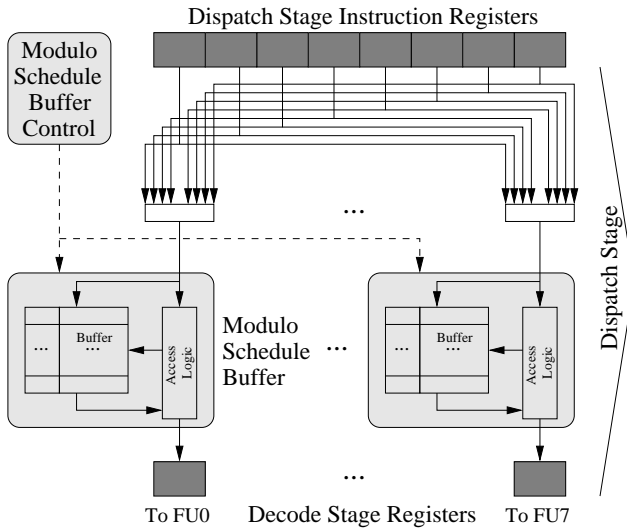 Dispatch Stage Instruction Registers
Modulo
Schedule
Buffer
Control
...
Dispatch Stage
Buffer
...
...
Access
Logic
Modulo
Schedule
Buffer
...
Buffer
...
...
Access
Logic
...
To FU0
Decode Stage Registers
To FU7